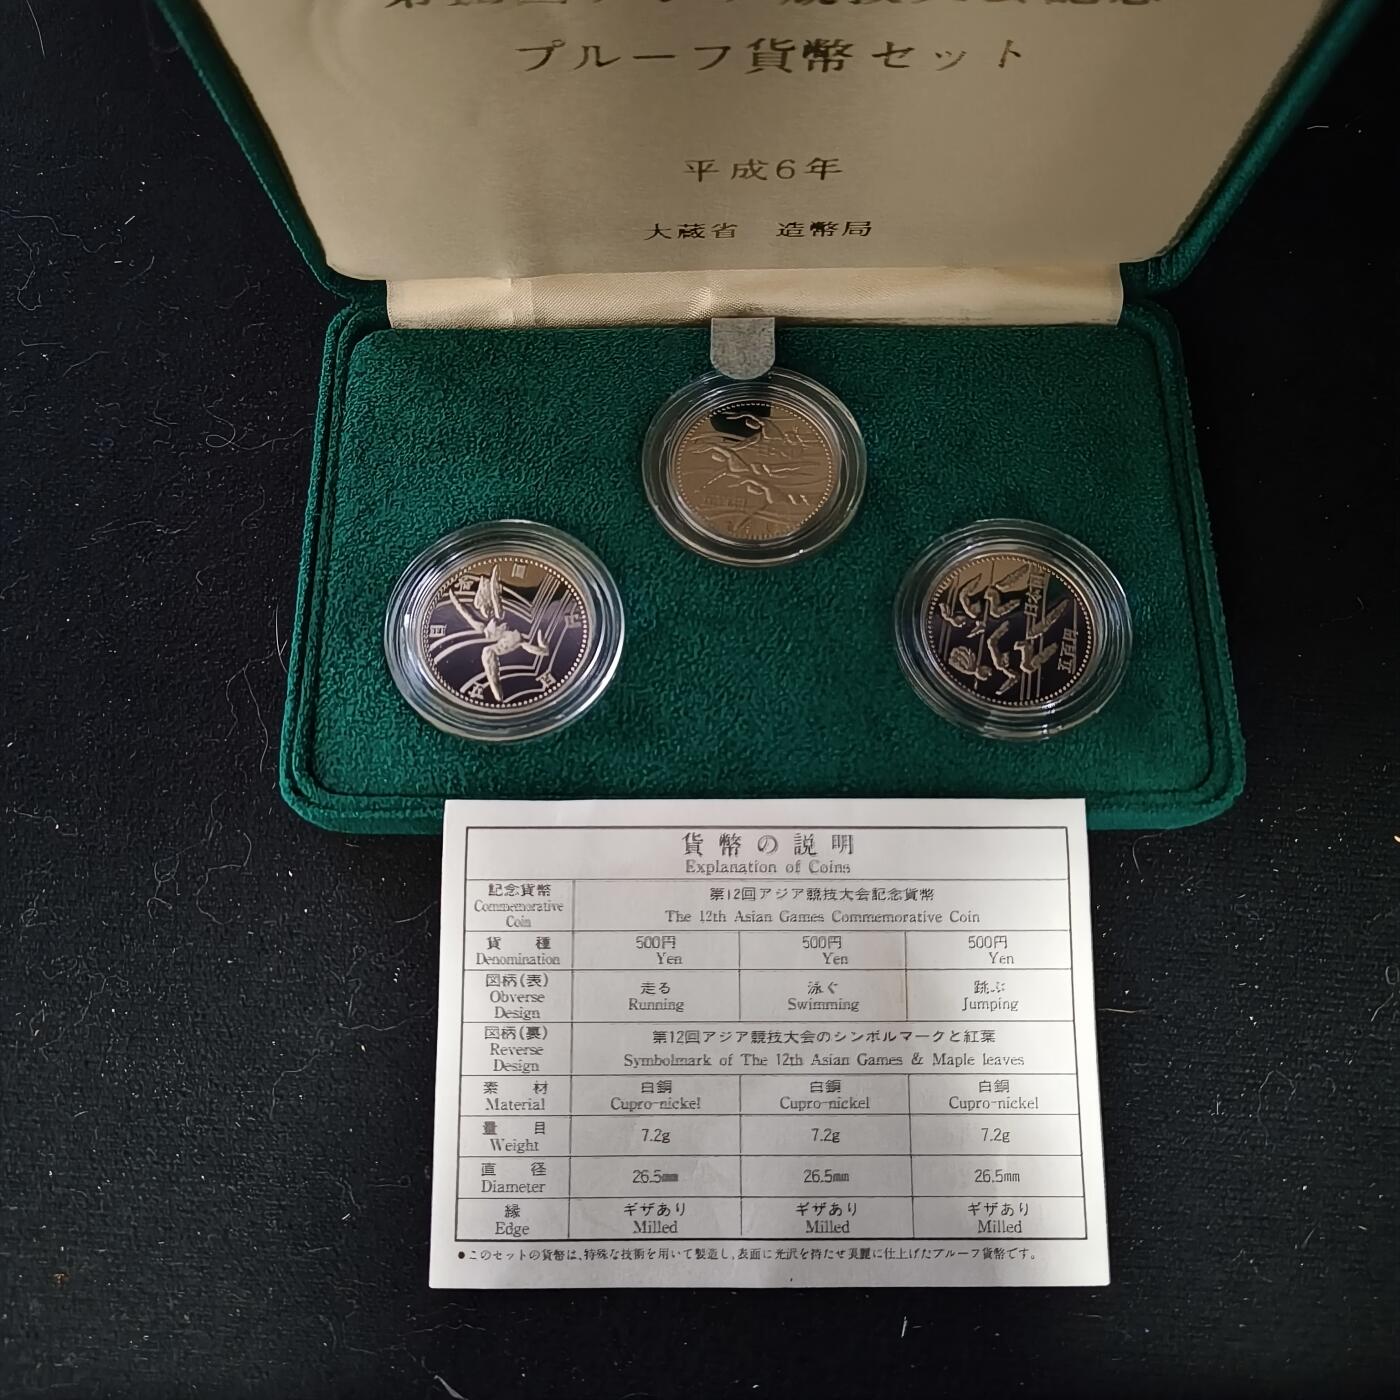 プルーフ貨幣セット
平成6年
大蔵省 造幣局
貨幣の説明
Explanation of Coins
記念貨幣
Commemorative
Coin
第12回アジア競技大会記念貨幣
The 12th Asian Games Commemorative Coin
貨種
Denomination
500円
Yen
500円
Yen
500円
Yen
図柄(表)
Obverse
Design
走る
Running
泳ぐ
Swimming
跳ぶ
Jumping
図柄(裏)
Reverse
Design
第12回アジア競技大会のシンボルマークと紅葉
Symbolmark of The 12th Asian Games & Maple leaves
素材
Material
白銅
Cupro-nickel
白銅
Cupro-nickel
白銅
Cupro-nickel
量目
Weight
7.2g
7.2g
7.2g
直径
Diameter
26.5mm
26.5mm
26.5mm
縁
Edge
ギザあり
Milled
ギザあり
Milled
ギザあり
Milled
●このセットの貨幣は、特殊な技術を用いて製造し、表面に光沢を持たせ美麗に仕上げたプルーフ貨幣です。